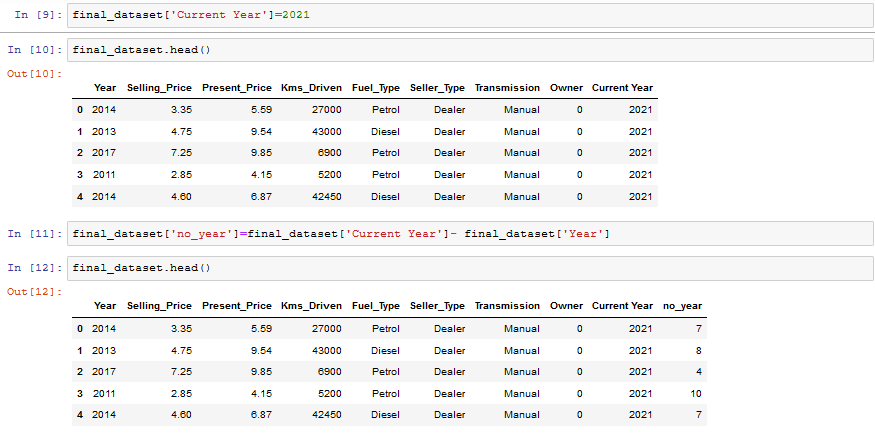 In [9]: final_dataset['Current Year']=2021
In [10]: final_dataset.head()
Out[10]:
Year Selling_Price Present_Price Kms_Driven Fuel_Type Seller_Type Transmission Owner Current Year
0 2014 3.35 5.59 27000 Petrol Dealer Manual 0 2021
1 2013 4.75 9.54 43000 Diesel Dealer Manual 0 2021
2 2017 7.25 9.85 6900 Petrol Dealer Manual 0 2021
3 2011 2.85 4.15 5200 Petrol Dealer Manual 0 2021
4 2014 4.60 6.87 42450 Diesel Dealer Manual 0 2021
In [11]: final_dataset['no_year']=final_dataset['Current Year']- final_dataset['Year']
In [12]: final_dataset.head()
Out[12]:
Year Selling_Price Present_Price Kms_Driven Fuel_Type Seller_Type Transmission Owner Current Year no_year
0 2014 3.35 5.59 27000 Petrol Dealer Manual 0 2021 7
1 2013 4.75 9.54 43000 Diesel Dealer Manual 0 2021 8
2 2017 7.25 9.85 6900 Petrol Dealer Manual 0 2021 4
3 2011 2.85 4.15 5200 Petrol Dealer Manual 0 2021 10
4 2014 4.60 6.87 42450 Diesel Dealer Manual 0 2021 7